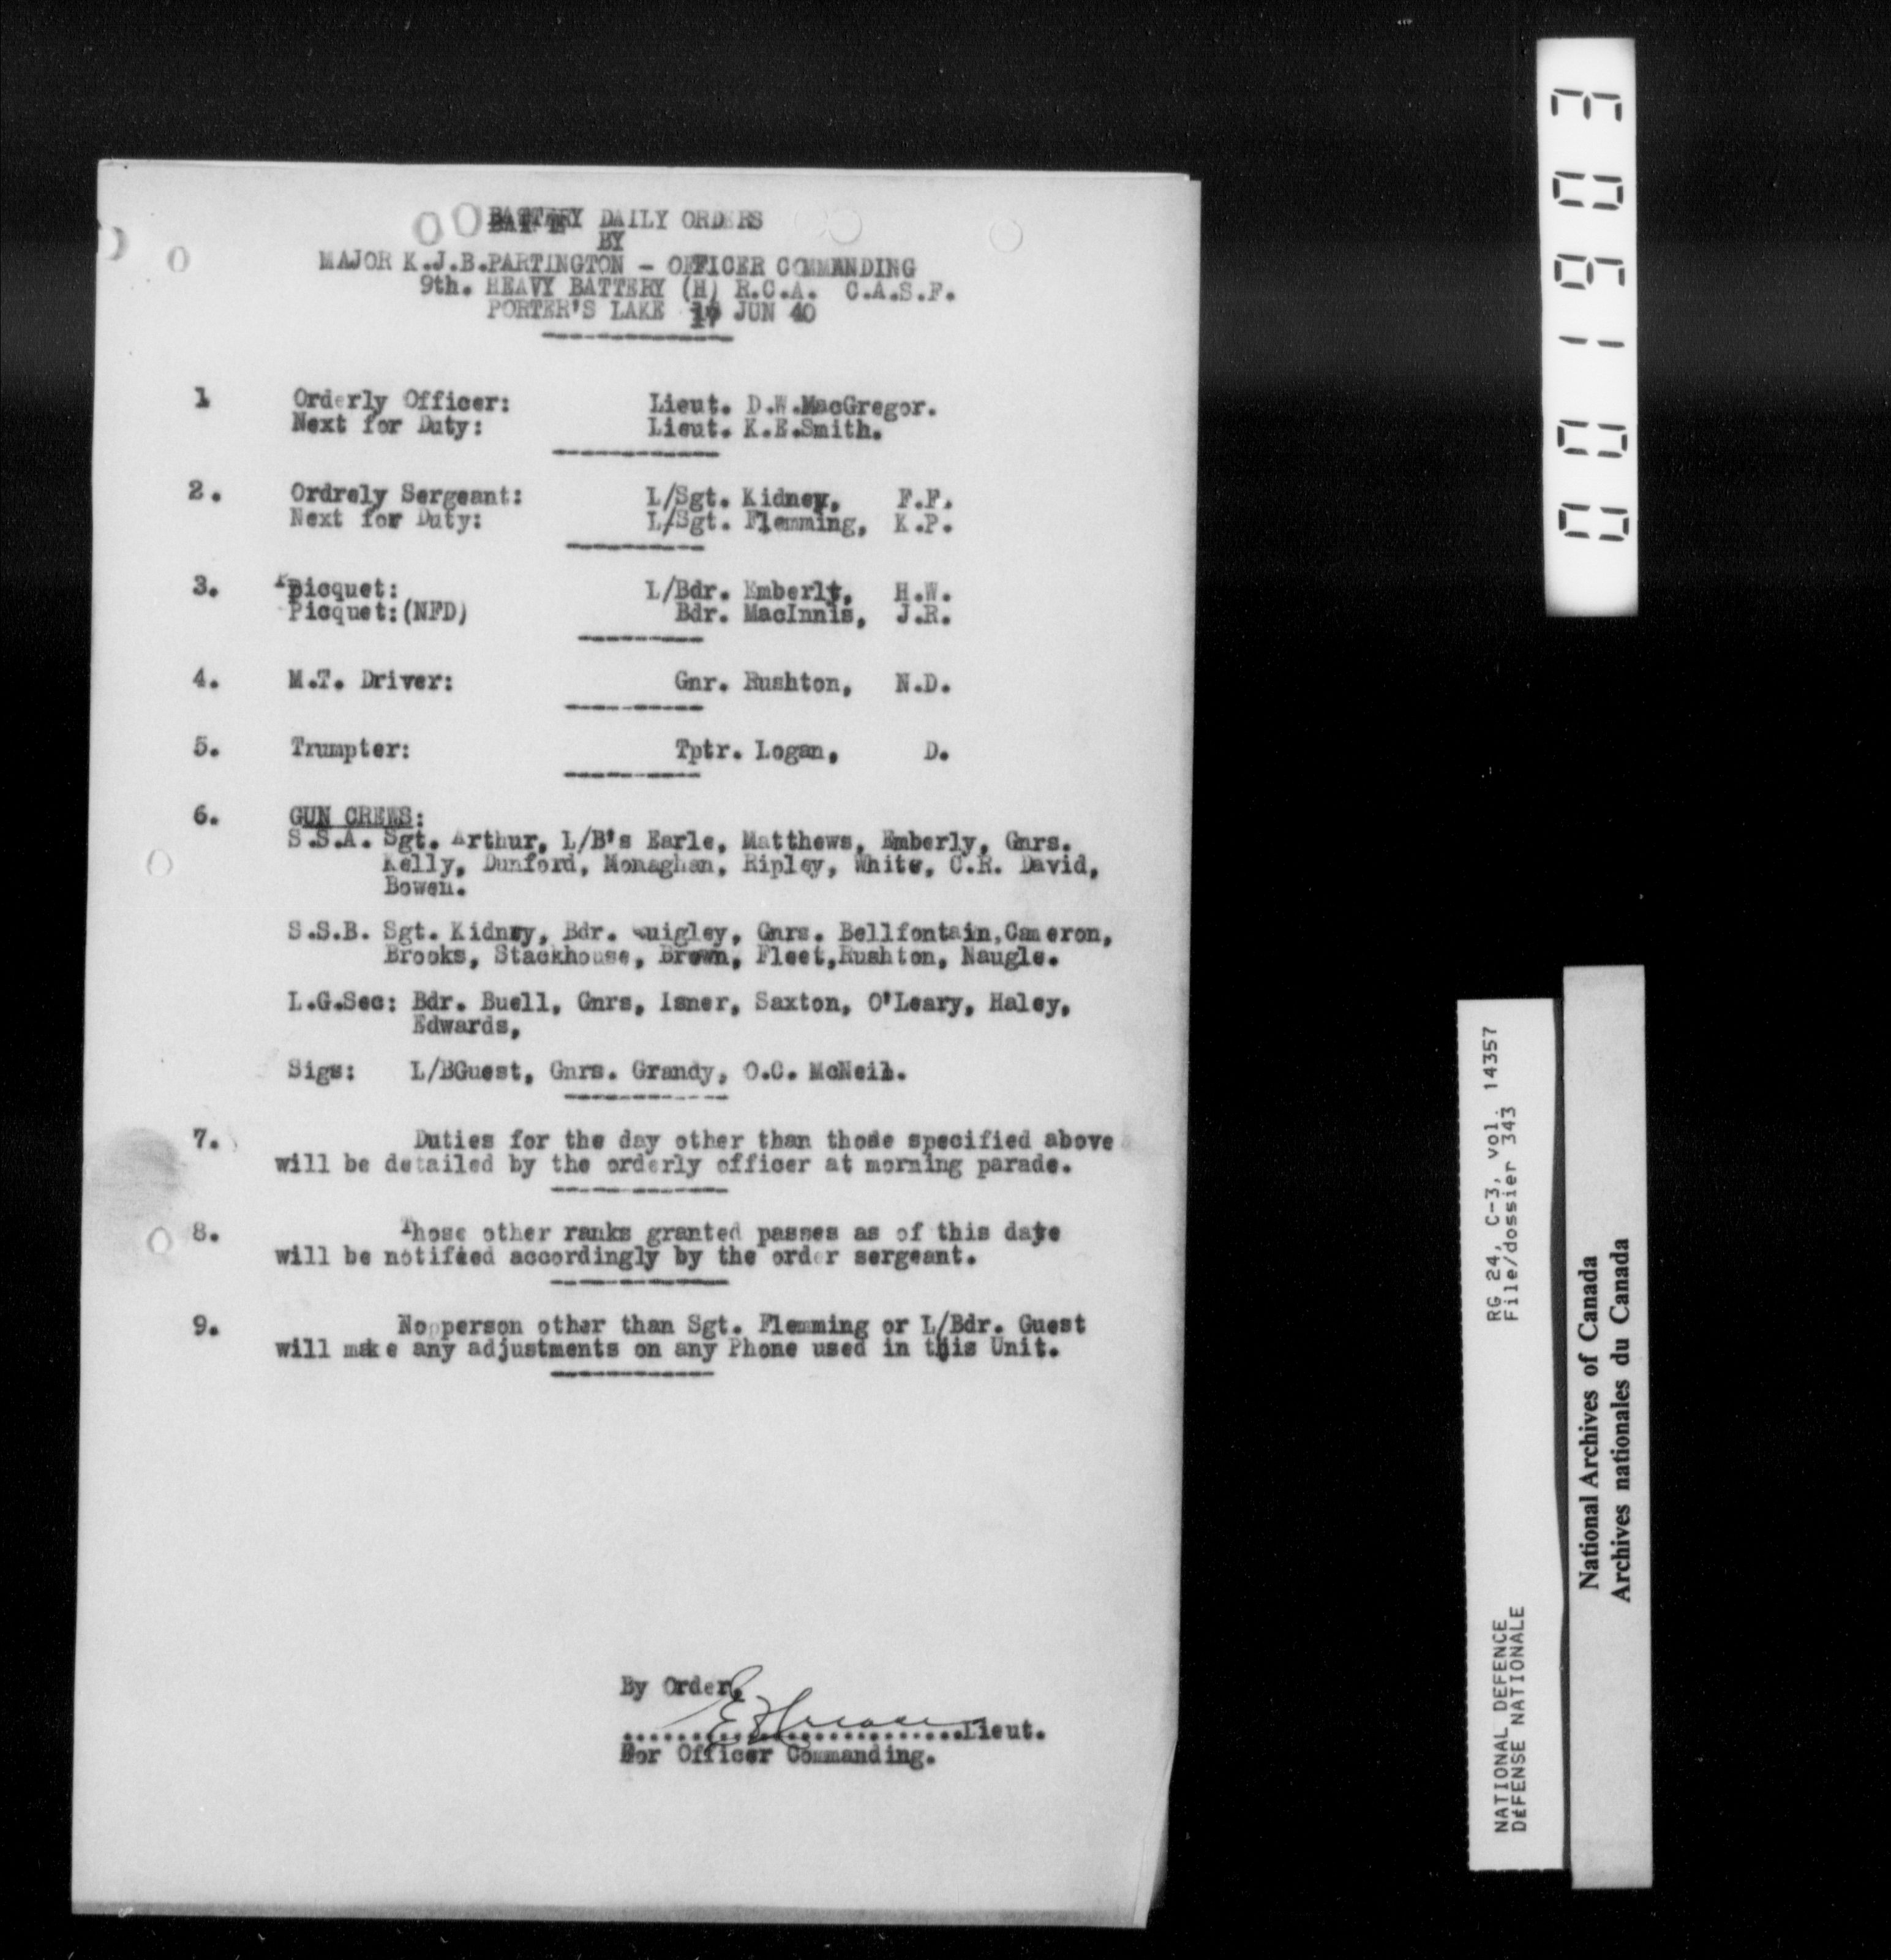 BATTERY DAILY ORDERS
BY
MAJOR K.J.B.PARTINGTON - OFFICER COMMANDING
9th. HEAVY BATTERY (H) R.C.A. C.A.S.F.
PORTER'S LAKE 17 JUN 40
1 Orderly Officer: Lieut. D.W.MacGregor.
Next for Duty: Lieut. K.E.Smith.
2. Ordrely Sergeant: L/Sgt. Kidney, F.F.
Next for Duty: L/Sgt. Flemming, K.P.
3. Picquet: L/Bdr. Emberly, H.W.
Picquet:(NFD) Bdr. MacInnis, J.R.
4. M.T. Driver: Gnr. Rushton, N.D.
5. Trumpter: Tptr. Logan, D.
6. GUN CREWS:
S.S.A. Sgt. Arthur, L/B's Earle, Matthews, Emberly, Gnrs.
Kelly, Dunford, Monaghan, Ripley, White, C.R. David,
Bowen.
S.S.B. Sgt. Kidney, Bdr. Quigley, Gnrs. Bellfontain,Cameron,
Brooks, Stackhouse, Brown, Fleet,Rushton, Naugle.
L.G.Sec: Bdr. Buell, Gnrs, Isner, Saxton, O'Leary, Haley,
Edwards,
Sigs: L/BGuest, Gnrs. Grandy, O.C. McNeil.
7. Duties for the day other than those specified above
will be detailed by the orderly officer at morning parade.
8. Those other ranks granted passes as of this date
will be notified accordingly by the order sergeant.
9. No person other than Sgt. Flemming or L/Bdr. Guest
will make any adjustments on any Phone used in this Unit.
By Order,
..........................Lieut.
For Officer Commanding.
001903
RG 24, C-3, vol. 14357
File/dossier 343
NATIONAL DEFENCE
DÉFENSE NATIONALE
National Archives of Canada
Archives nationales du Canada